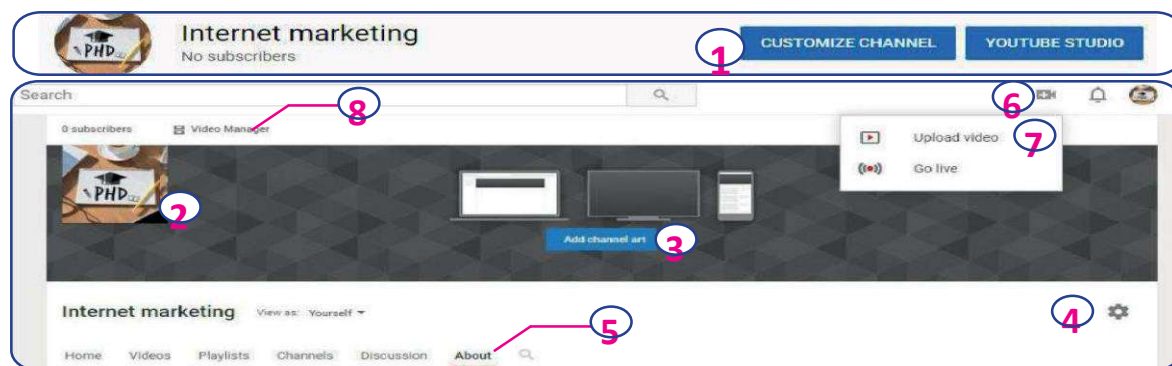 PHD
Internet marketing
No subscribers
1
CUSTOMIZE CHANNEL
YOUTUBE STUDIO
Search
8
6
0 subscribers
Video Manager
Upload video
7
Go live
PHD
2
Add channel art
3
Internet marketing
View as: Yourself
4
5
Home Videos Playlists Channels Discussion About